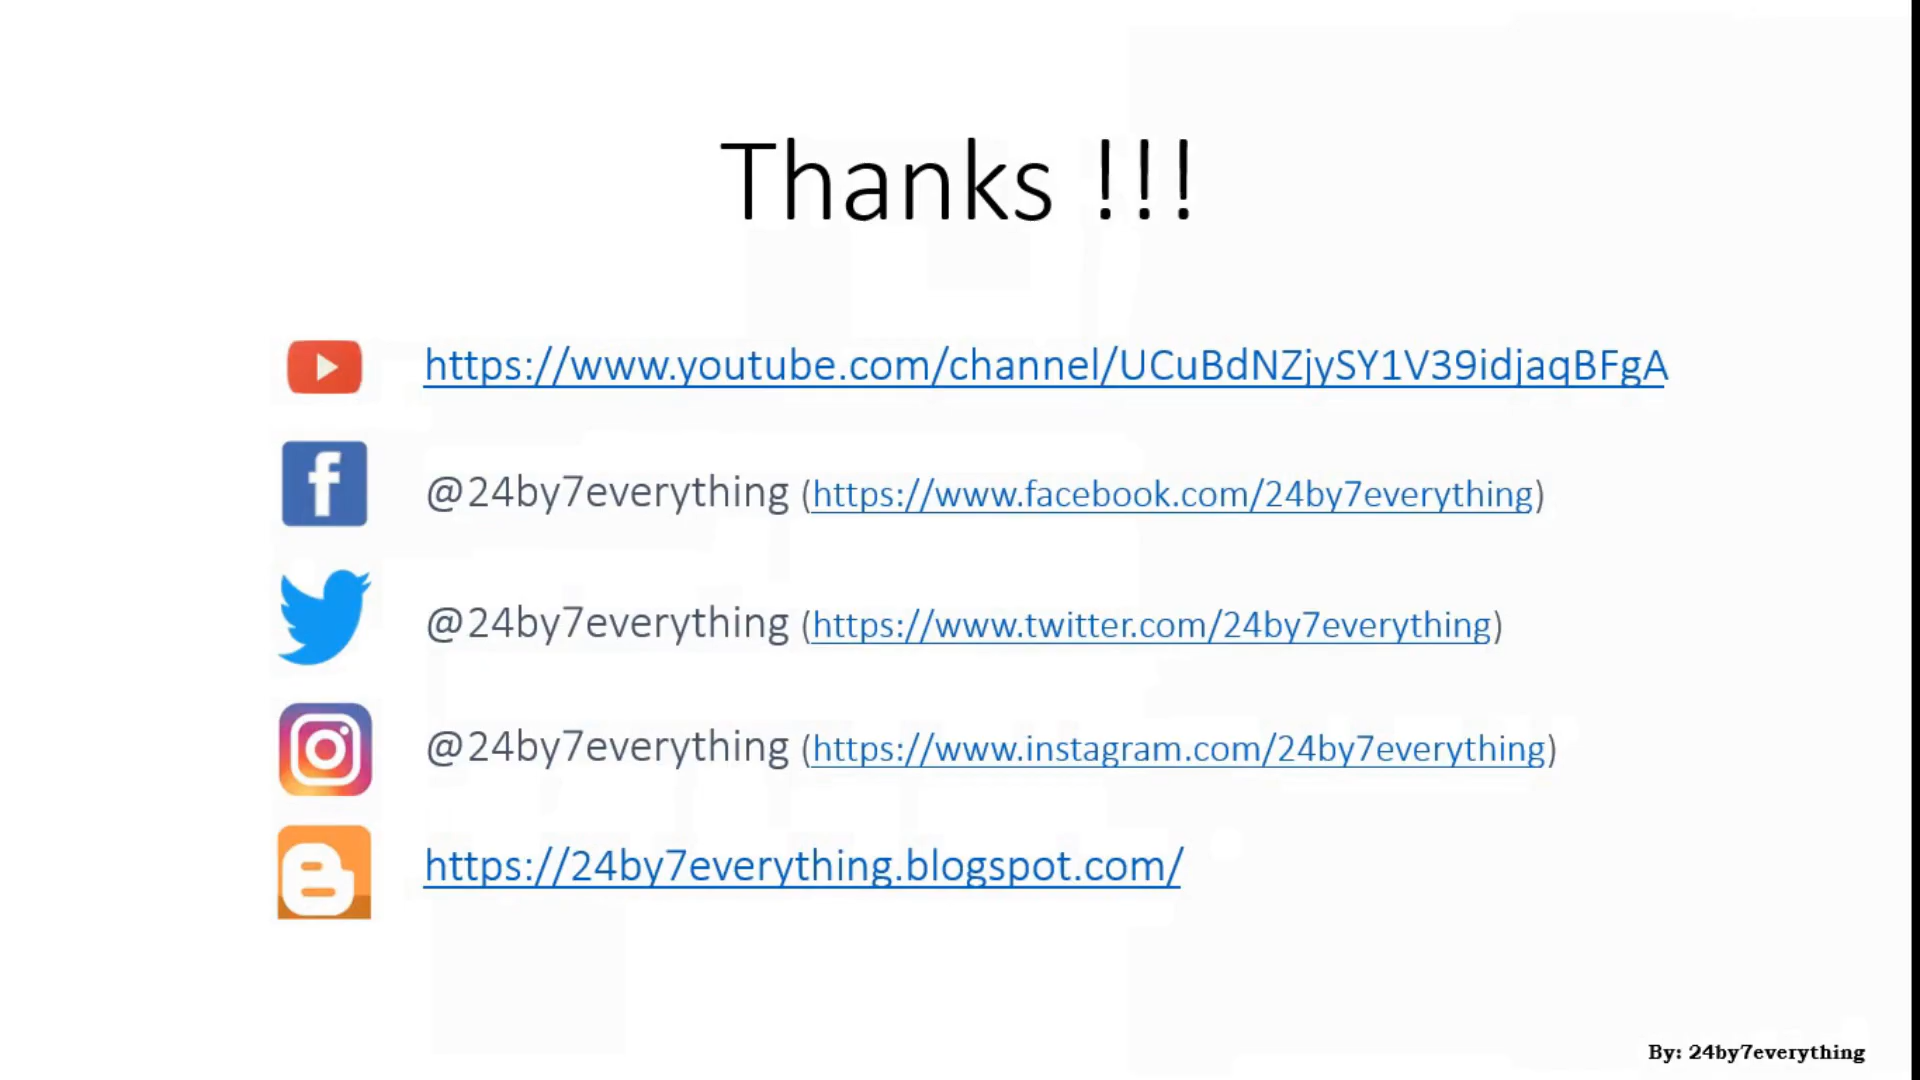 Thanks !!!
https://www.youtube.com/channel/UCuBdNZjySY1V39idjaqBFgA
@24by7everything (https://www.facebook.com/24by7everything)
@24by7everything (https://www.twitter.com/24by7everything)
@24by7everything (https://www.instagram.com/24by7everything)
https://24by7everything.blogspot.com/
By: 24by7everything